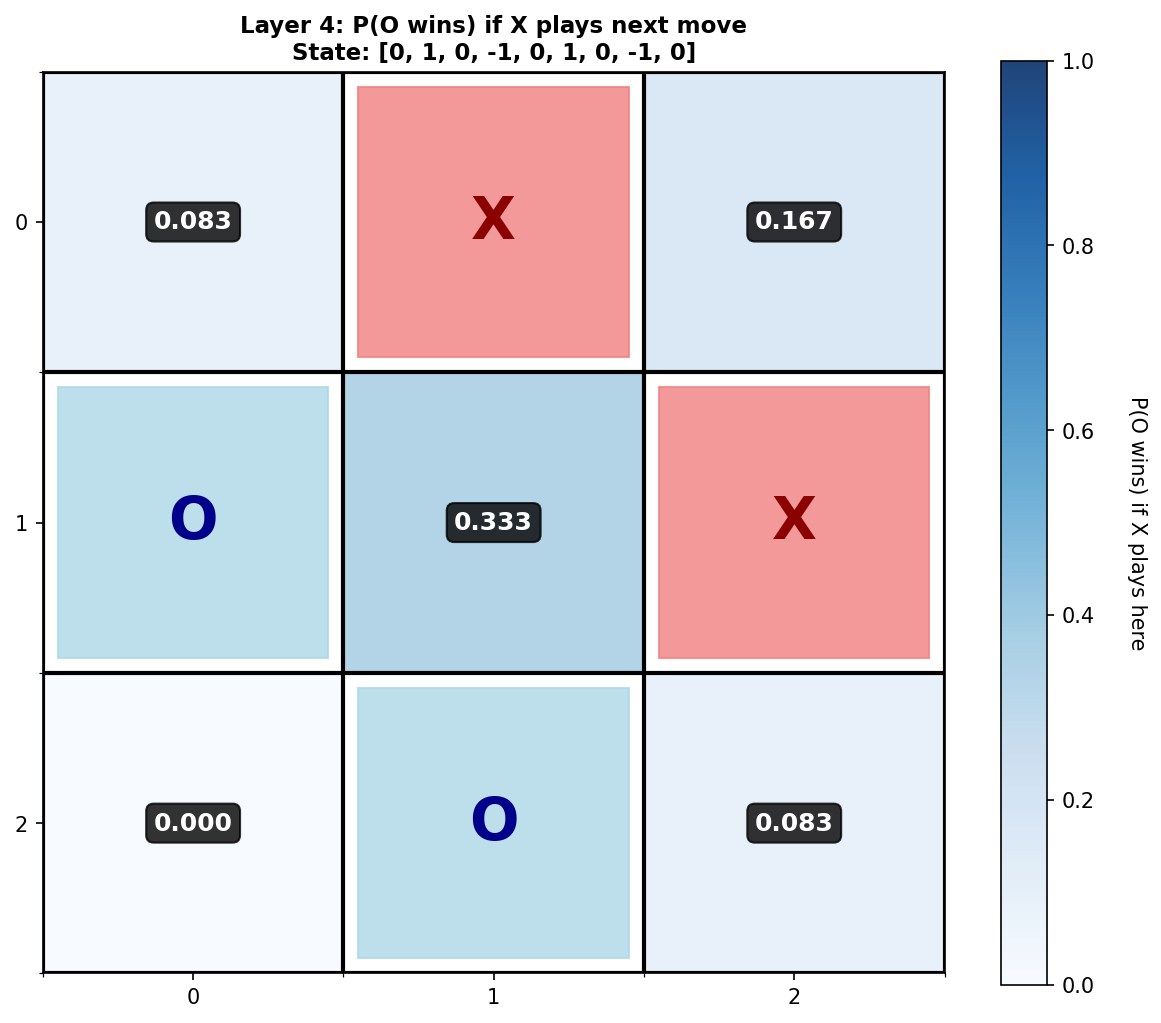 Layer 4: P(O wins) if X plays next move
State: [0, 1, 0, -1, 0, 1, 0, -1, 0]
0.083
X
0.167
O
0.333
X
0.000
O
0.083
0
1
2
0
1
2
1.0
0.8
0.6
0.4
0.2
0.0
P(O wins) if X plays here